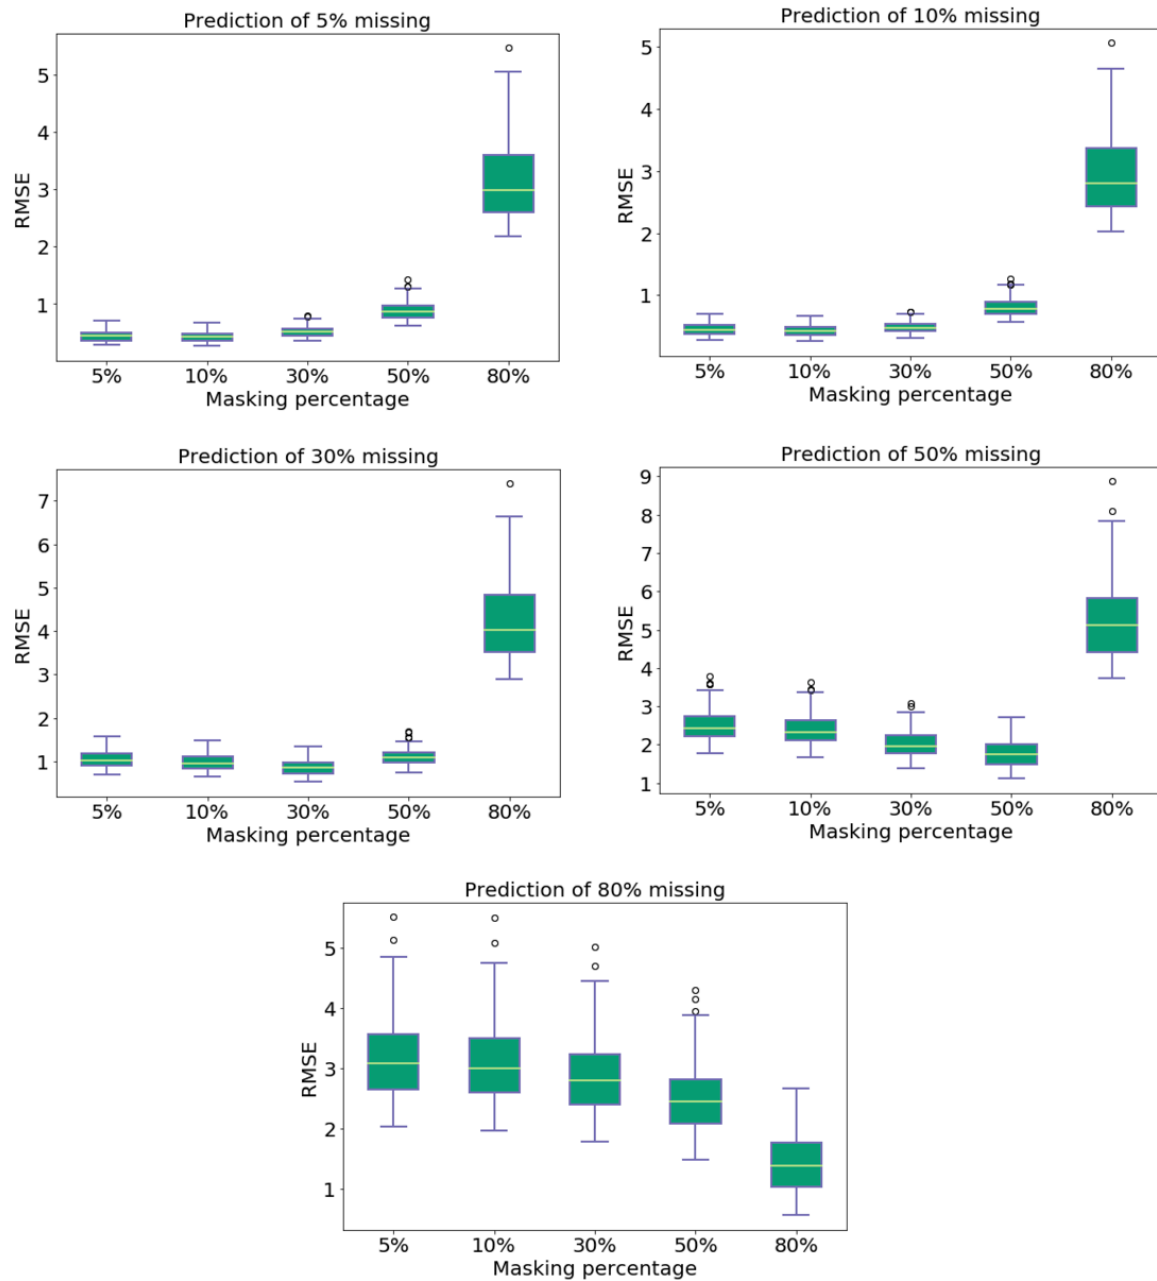 Prediction of 5% missing
RMSE
5
4
3
2
1
5% 10% 30% 50% 80%
Masking percentage
Prediction of 10% missing
RMSE
5
4
3
2
1
5% 10% 30% 50% 80%
Masking percentage
Prediction of 30% missing
RMSE
7
6
5
4
3
2
1
5% 10% 30% 50% 80%
Masking percentage
Prediction of 50% missing
RMSE
9
8
7
6
5
4
3
2
1
5% 10% 30% 50% 80%
Masking percentage
Prediction of 80% missing
RMSE
5
4
3
2
1
5% 10% 30% 50% 80%
Masking percentage